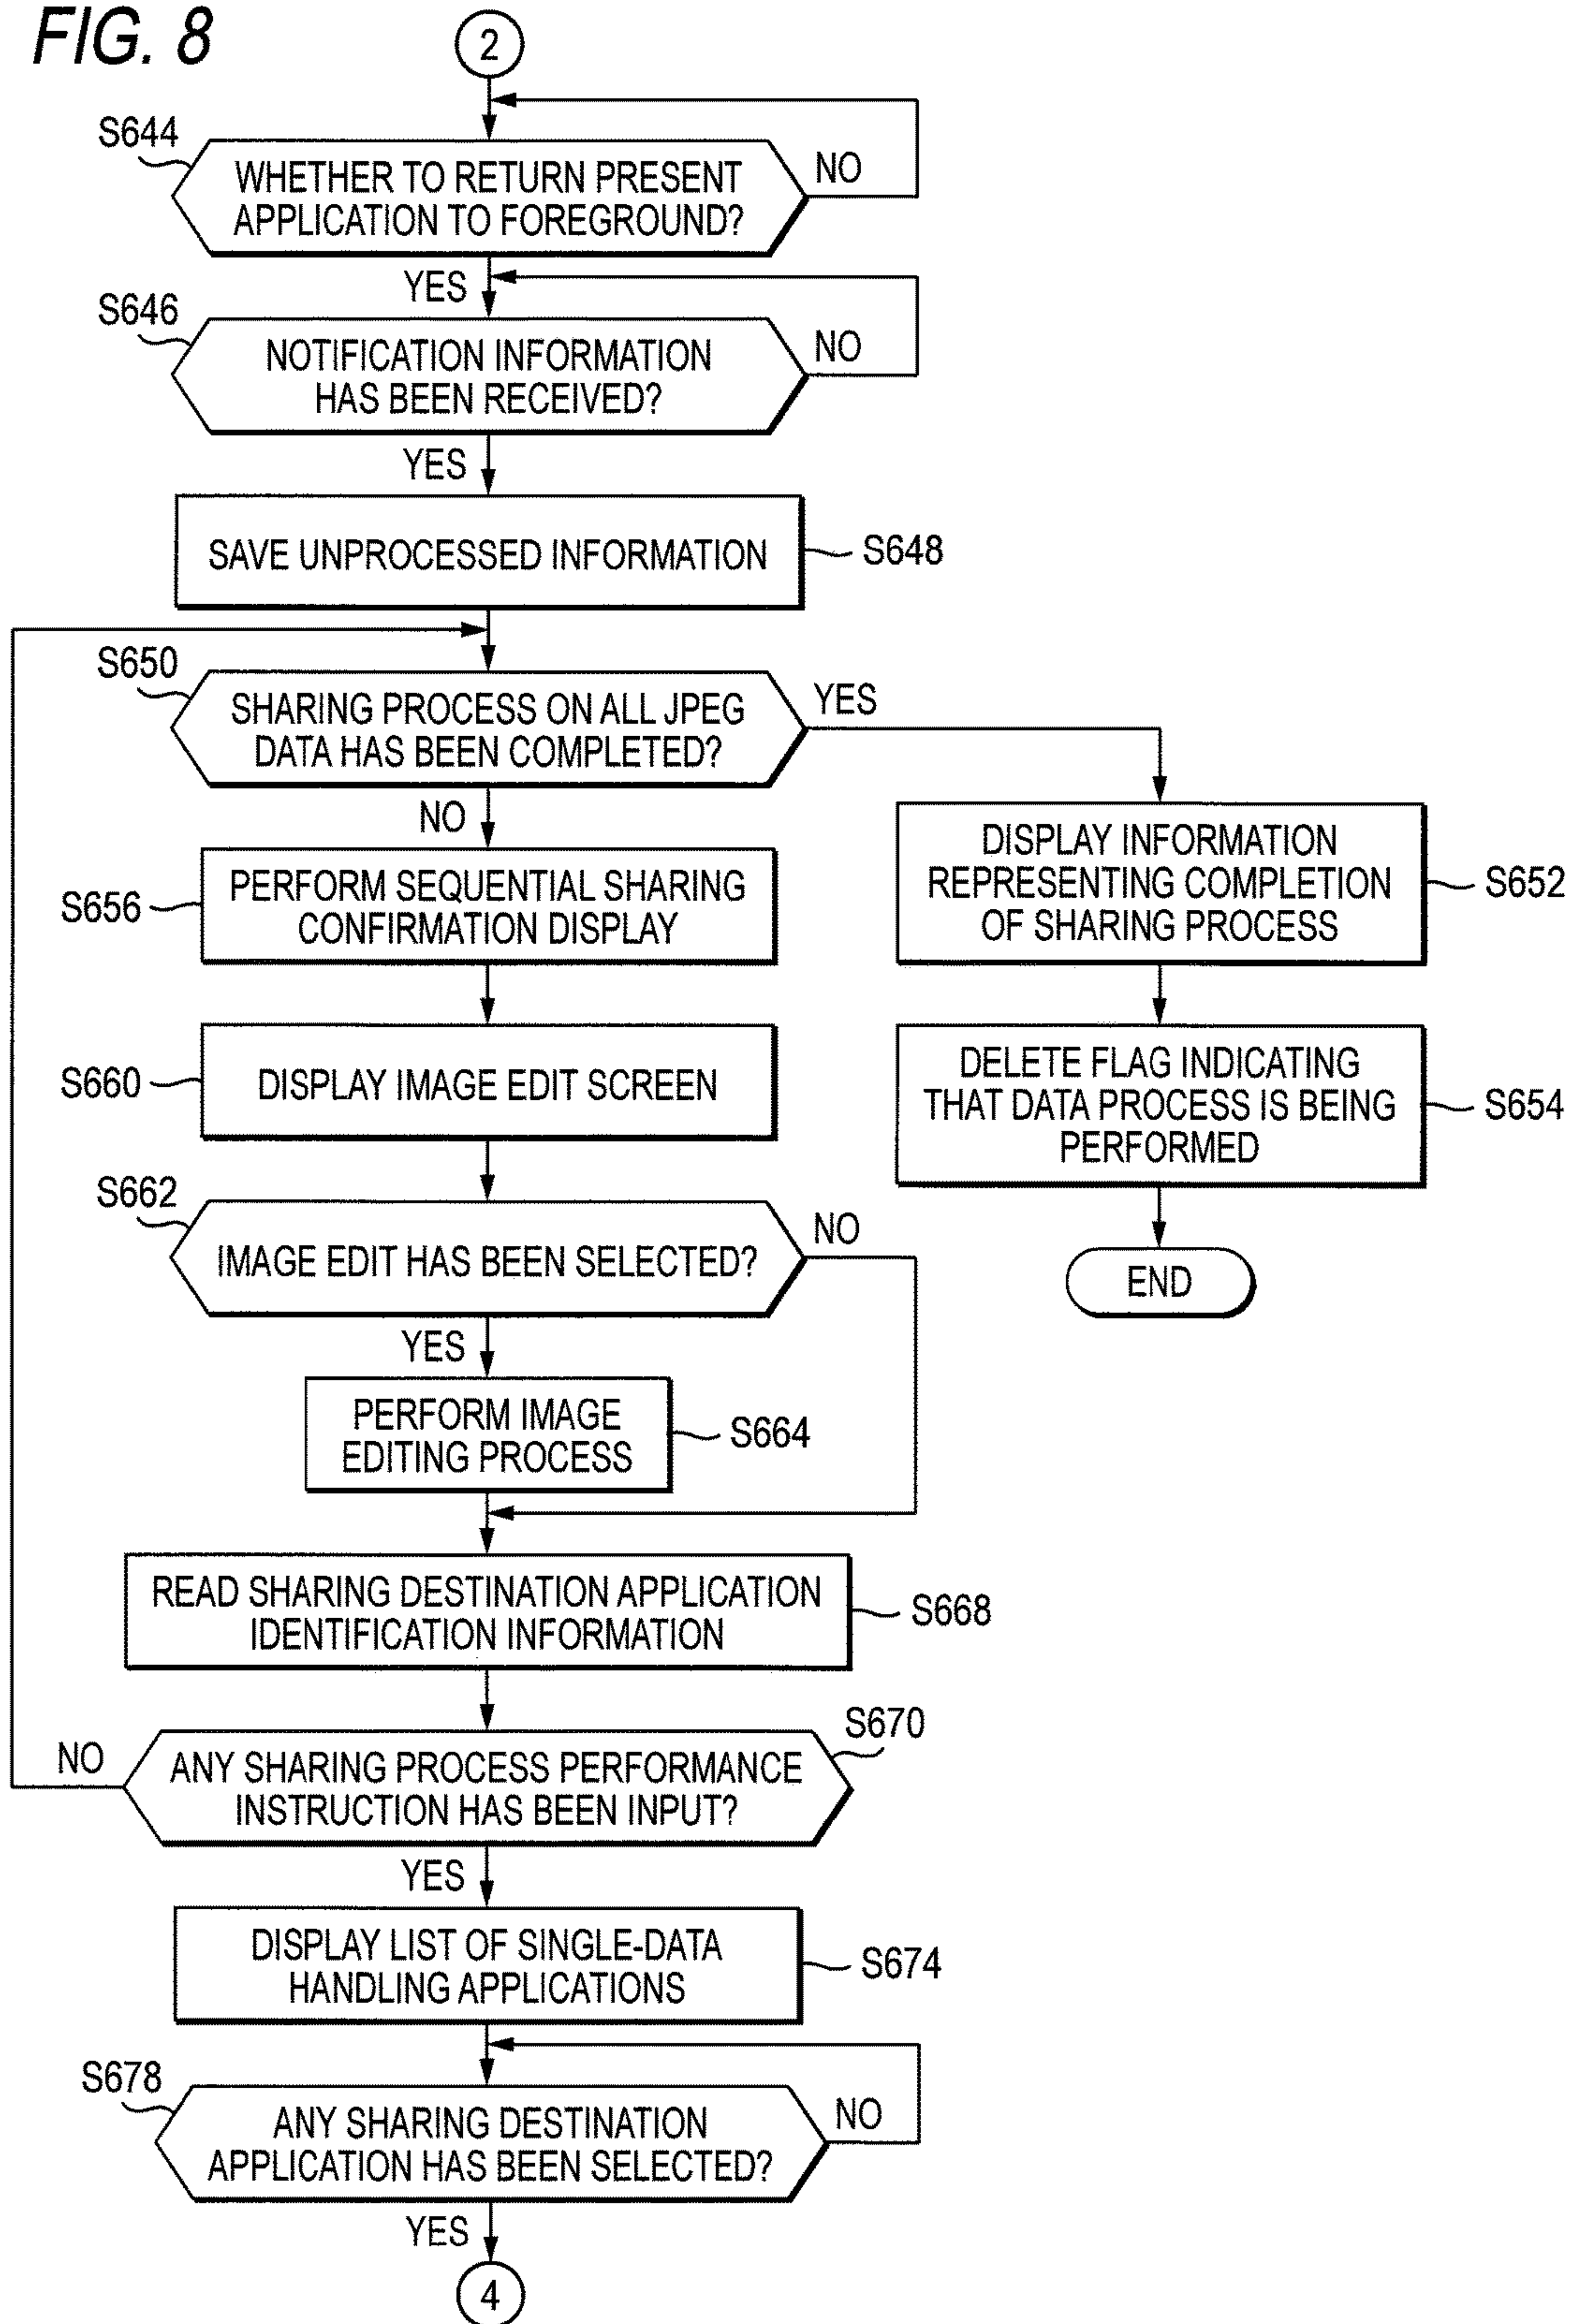 FIG. 8
2
S644
WHETHER TO RETURN PRESENT
APPLICATION TO FOREGROUND?
NO
YES
S646
NOTIFICATION INFORMATION
HAS BEEN RECEIVED?
NO
YES
SAVE UNPROCESSED INFORMATION
S648
S650
SHARING PROCESS ON ALL JPEG
DATA HAS BEEN COMPLETED?
YES
NO
DISPLAY INFORMATION
REPRESENTING COMPLETION
OF SHARING PROCESS
S652
S656
PERFORM SEQUENTIAL SHARING
CONFIRMATION DISPLAY
DELETE FLAG INDICATING
THAT DATA PROCESS IS BEING
PERFORMED
S654
S660
DISPLAY IMAGE EDIT SCREEN
END
S662
IMAGE EDIT HAS BEEN SELECTED?
NO
YES
PERFORM IMAGE
EDITING PROCESS
S664
READ SHARING DESTINATION APPLICATION
IDENTIFICATION INFORMATION
S668
S670
NO
ANY SHARING PROCESS PERFORMANCE
INSTRUCTION HAS BEEN INPUT?
YES
DISPLAY LIST OF SINGLE-DATA
HANDLING APPLICATIONS
S674
S678
ANY SHARING DESTINATION
APPLICATION HAS BEEN SELECTED?
NO
YES
4